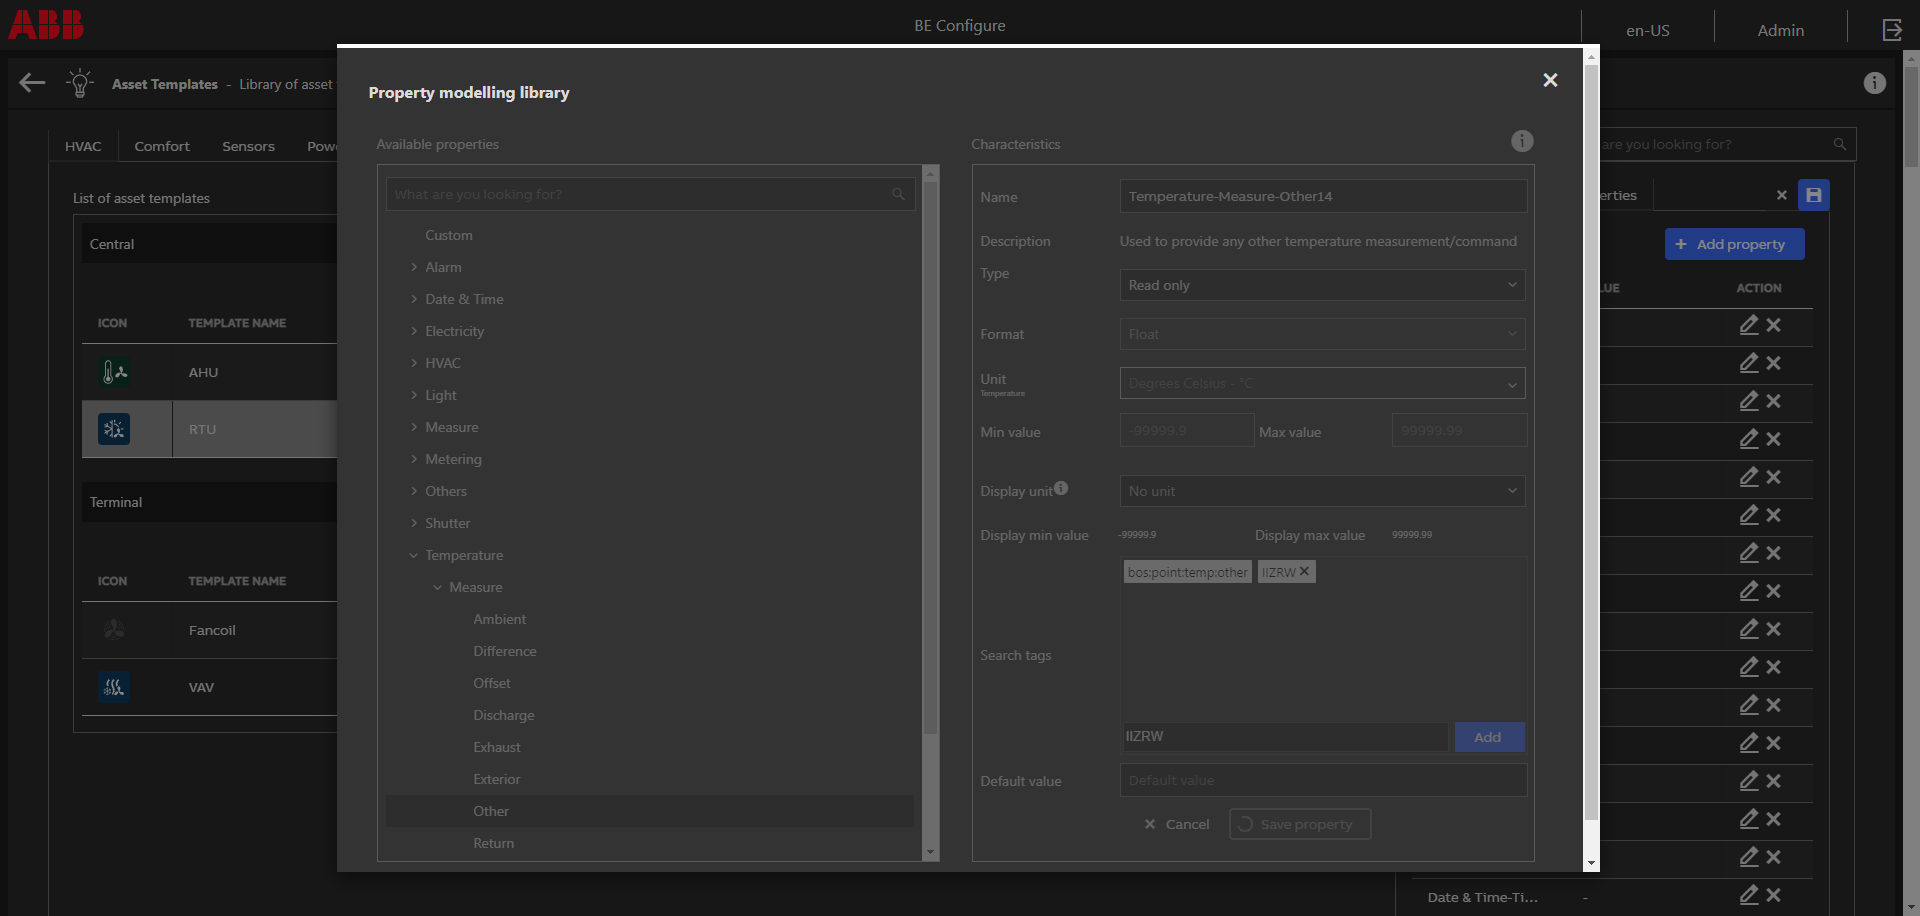 ABB
BE Configure
en-US
Admin
Asset Templates - Library of asset
HVAC
Comfort
Sensors
Pow
List of asset templates
Central
ICON
TEMPLATE NAME
AHU
RTU
Terminal
ICON
TEMPLATE NAME
Fancoil
VAV
Property modelling library
Available properties
What are you looking for?
Custom
Alarm
Date & Time
Electricity
HVAC
Light
Measure
Metering
Others
Shutter
Temperature
Measure
Ambient
Difference
Offset
Discharge
Exhaust
Exterior
Other
Return
Characteristics
Name
Temperature-Measure-Other14
Description
Used to provide any other temperature measurement/command
Type
Read only
Format
Float
Unit
Temperature
Degrees Celsius - °C
Min value
-99999.9
Max value
99999.99
Display unit
No unit
Display min value
-99999.9
Display max value
99999.99
Search tags
bos:point:temp:other
IIZRW
IIZRW
Add
Default value
Default value
Cancel
Save property
are you looking for?
erties
Add property
LUE
ACTION
Date & Time-Ti...
-